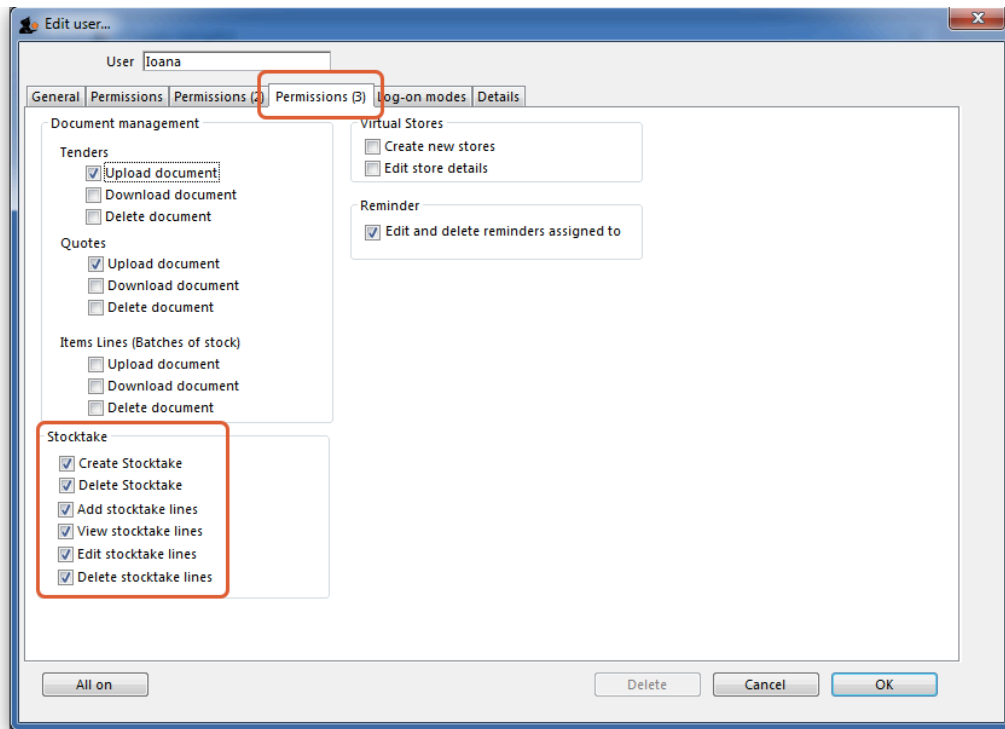 Edit user...
User Ioana
General Permissions Permissions (2) Permissions (3) Log-on modes Details
Document management
Tenders
Upload document
Download document
Delete document
Quotes
Upload document
Download document
Delete document
Items Lines (Batches of stock)
Upload document
Download document
Delete document
Stocktake
Create Stocktake
Delete Stocktake
Add stocktake lines
View stocktake lines
Edit stocktake lines
Delete stocktake lines
Virtual Stores
Create new stores
Edit store details
Reminder
Edit and delete reminders assigned to
All on Delete Cancel OK